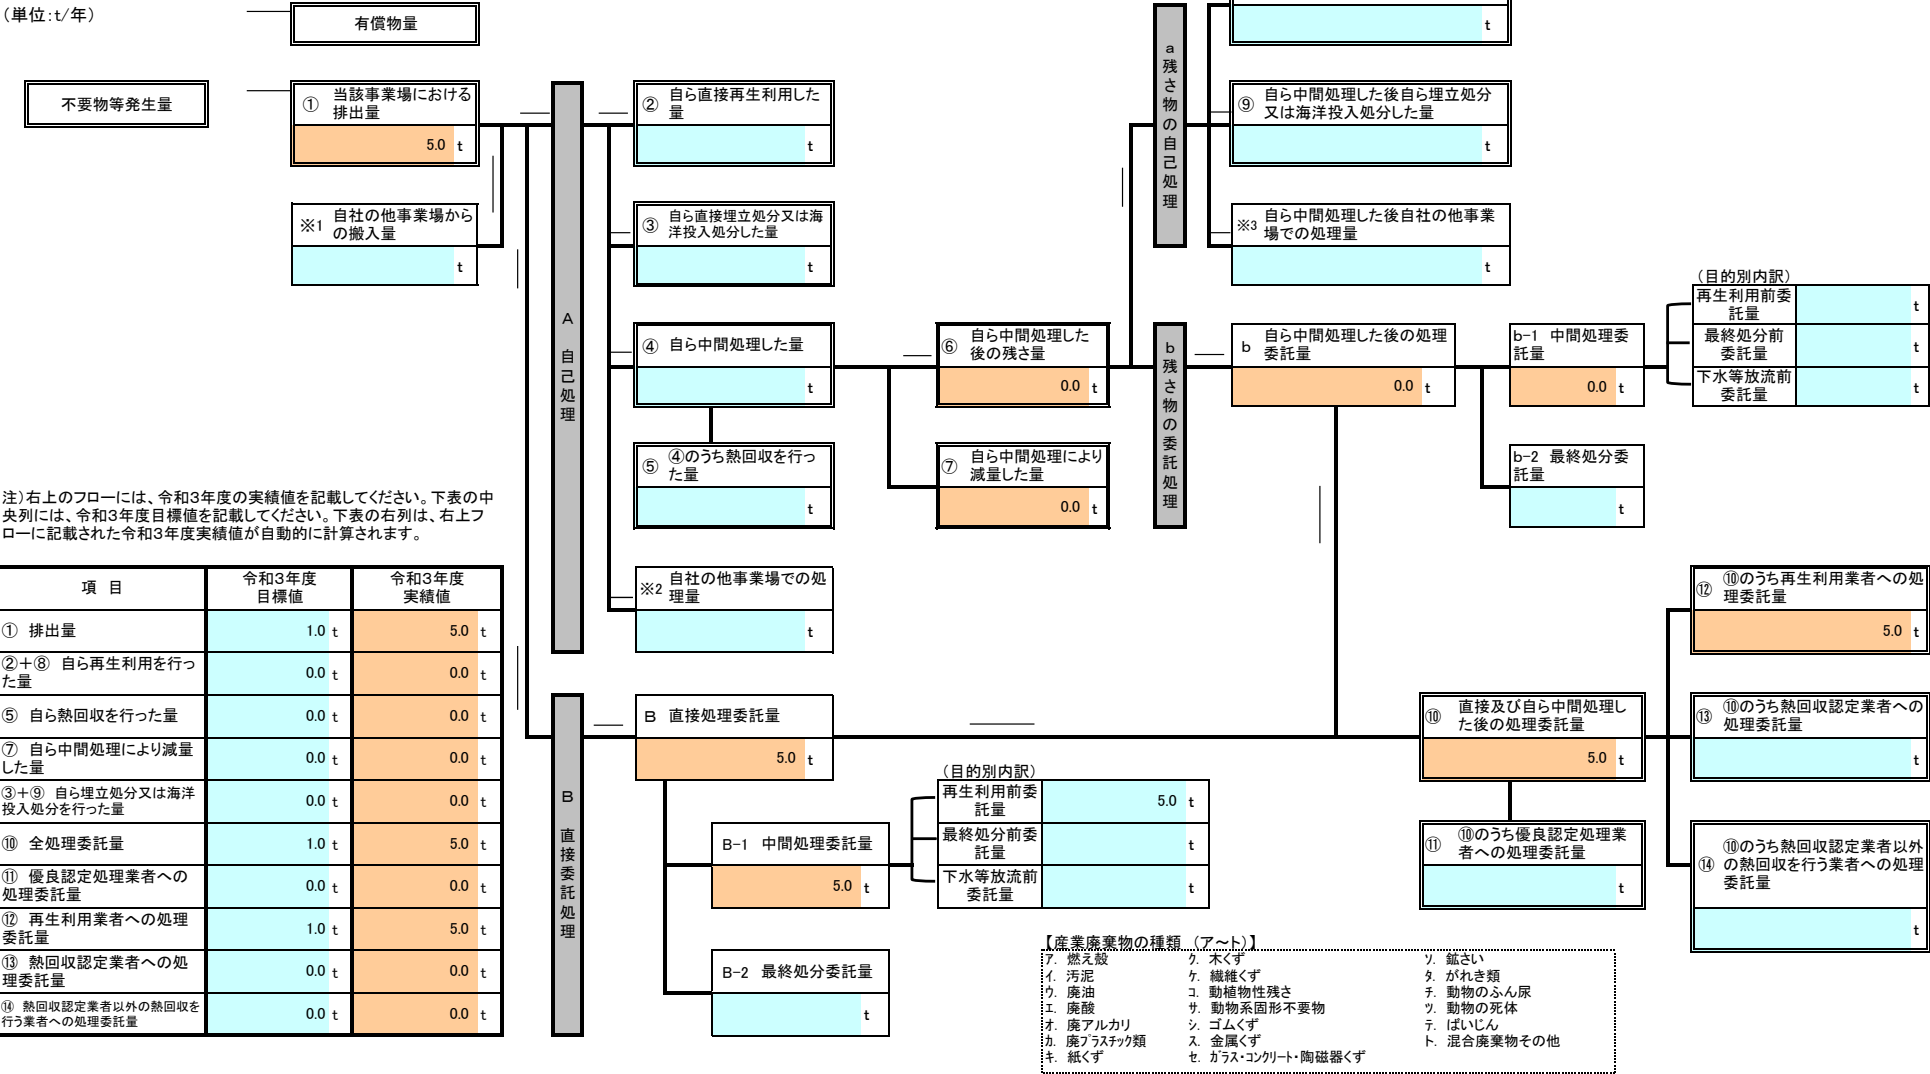 （単位：t/年）
有償物量
t
不要物等発生量
① 当該事業場における
排出量
5.0 t
② 自ら直接再生利用した
量
t
a
残
さ
物
の
自
己
処
理
⑨ 自ら中間処理した後自ら埋立処分
又は海洋投入処分した量
t
※1 自社の他事業場から
の搬入量
t
③ 自ら直接埋立処分又は海
洋投入処分した量
t
※3 自ら中間処理した後自社の他事業
場での処理量
t
A
自
己
処
理
④ 自ら中間処理した量
t
⑥ 自ら中間処理した
後の残さ量
0.0 t
b
残
さ
物
の
委
託
処
理
b 自ら中間処理した後の処理
委託量
0.0 t
b-1 中間処理委
託量
0.0 t
（目的別内訳）
再生利用前委
託量
t
最終処分前
委託量
t
下水等放流前
委託量
t
⑤ ④のうち熱回収を行っ
た量
t
⑦ 自ら中間処理により
減量した量
0.0 t
b-2 最終処分委
託量
t
注）右上のフローには、令和3年度の実績値を記載してください。下表の中
央列には、令和3年度目標値を記載してください。下表の右列は、右上フ
ローに記載された令和3年度実績値が自動的に計算されます。
※2 自社の他事業場での処
理量
t
項 目
令和3年度
目標値
令和3年度
実績値
① 排出量 1.0 t 5.0 t
②＋⑧ 自ら再生利用を行っ
た量 0.0 t 0.0 t
⑤ 自ら熱回収を行った量 0.0 t 0.0 t
⑦ 自ら中間処理により減量
した量 0.0 t 0.0 t
③＋⑨ 自ら埋立処分又は海洋
投入処分を行った量 0.0 t 0.0 t
⑩ 全処理委託量 1.0 t 5.0 t
⑪ 優良認定処理業者への
処理委託量 0.0 t 0.0 t
⑫ 再生利用業者への処理
委託量 1.0 t 5.0 t
⑬ 熱回収認定業者への処
理委託量 0.0 t 0.0 t
⑭ 熱回収認定業者以外の熱回収を
行う業者への処理委託量 0.0 t 0.0 t
B
直
接
委
託
処
理
B 直接処理委託量
5.0 t
B-1 中間処理委託量
5.0 t
B-2 最終処分委託量
t
（目的別内訳）
再生利用前委
託量
5.0 t
最終処分前委
託量
t
下水等放流前
委託量
t
⑩ 直接及び自ら中間処理し
た後の処理委託量
5.0 t
⑪ ⑩のうち優良認定処理業
者への処理委託量
t
⑫ ⑩のうち再生利用業者への処
理委託量
5.0 t
⑬ ⑩のうち熱回収認定業者への
処理委託量
t
⑭ ⑩のうち熱回収認定業者以外
の熱回収を行う業者への処理
委託量
t
【産業廃棄物の種類 （ア～ト）】
ア. 燃え殻 ク. 木くず ソ. 鉱さい
イ. 汚泥 ケ. 繊維くず タ. がれき類
ウ. 廃油 コ. 動植物性残さ チ. 動物のふん尿
エ. 廃酸 サ. 動物系固形不要物 ツ. 動物の死体
オ. 廃アルカリ シ. ゴムくず テ. ばいじん
カ. 廃プラスチック類 ス. 金属くず ト. 混合廃棄物その他
キ. 紙くず セ. ガラス・コンクリート・陶磁器くず